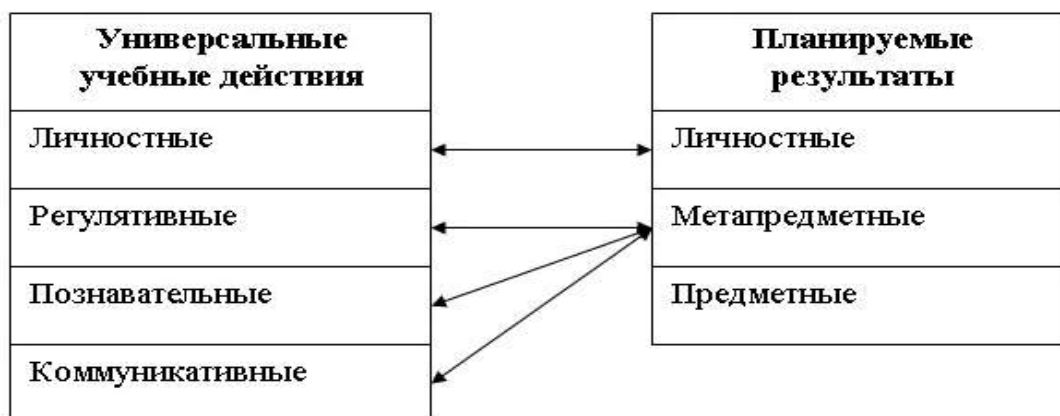 Универсальные
учебные действия
Личностные
Регулятивные
Познавательные
Коммуникативные
Планируемые
результаты
Личностные
Метапредметные
Предметные